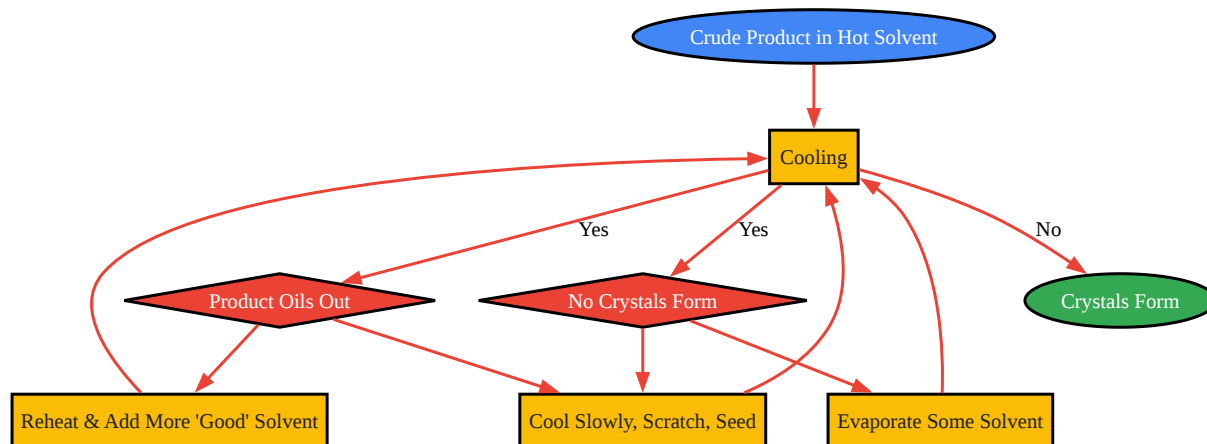 Crude Product in Hot Solvent
Cooling
Yes
Yes
No
Product Oils Out
No Crystals Form
Crystals Form
Reheat & Add More 'Good' Solvent
Cool Slowly, Scratch, Seed
Evaporate Some Solvent